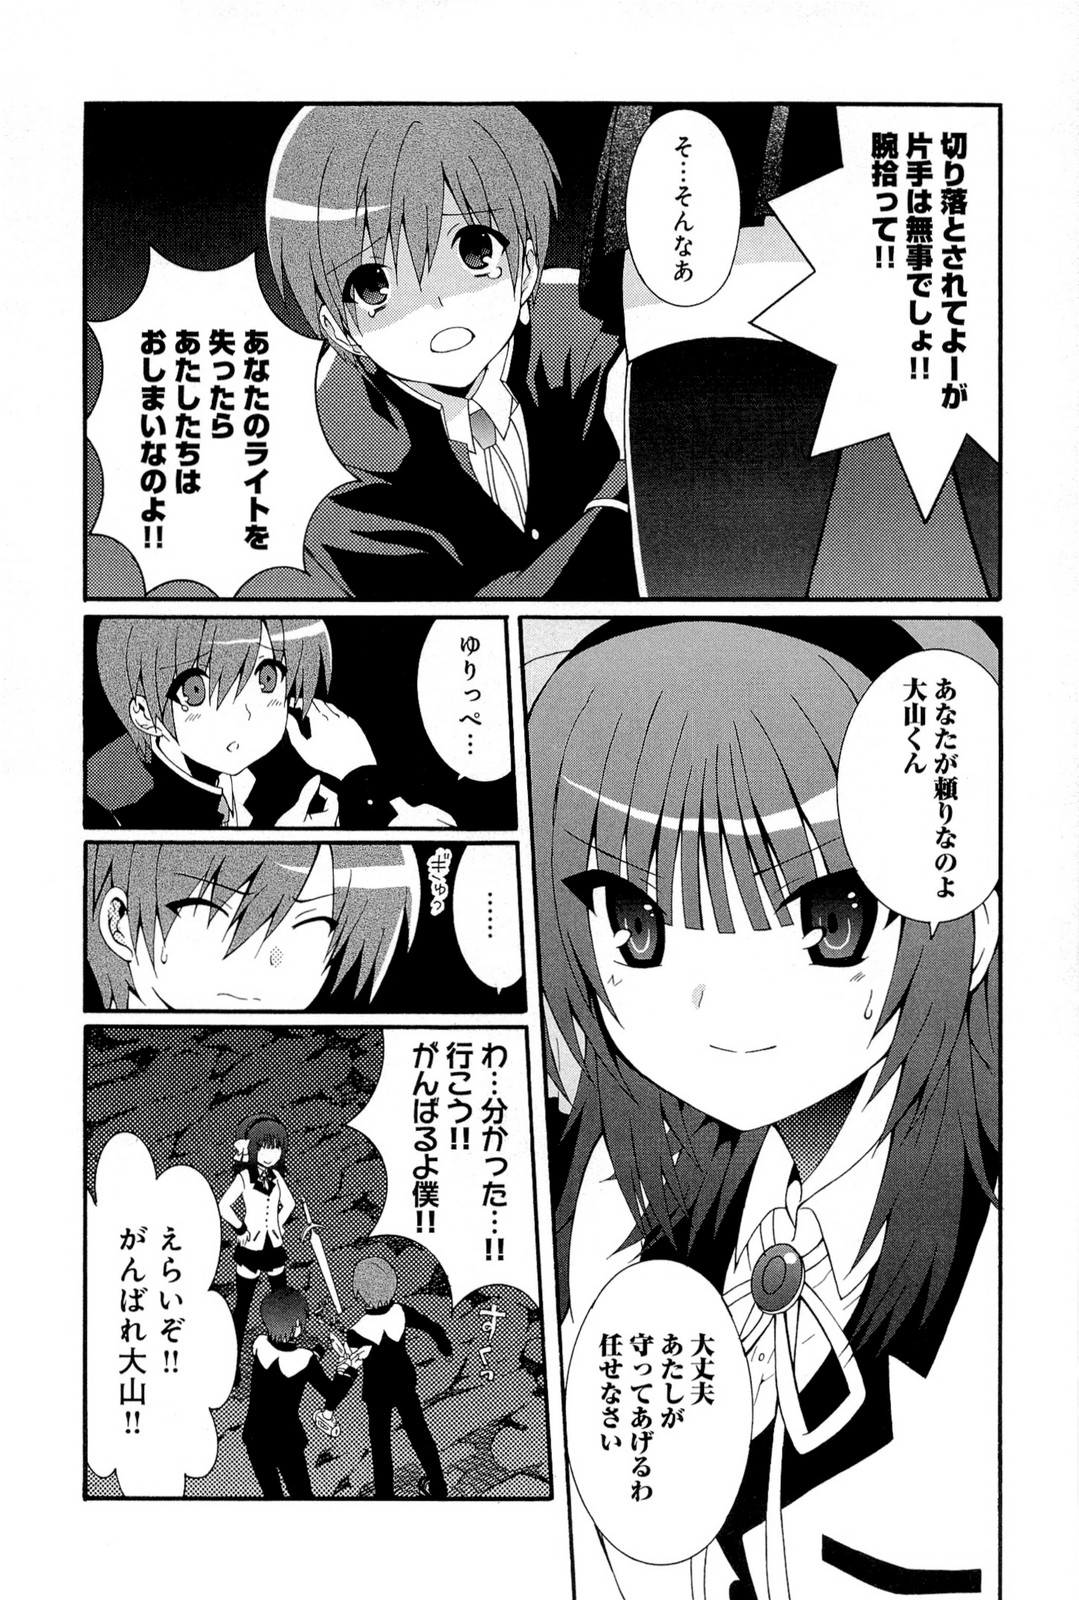 切り落とされてよーが
片手は無事でしょ!!
腕拾って!!
そ…そんなあ
あなたのライトを
失ったら
あたしたちは
おしまいなのよ!!
あなたが頼りなのよ
大山くん
大丈夫
あたしが
守ってあげるわ
任せなさい
ゆりっぺ…
……
ギゅっ
わ…分かった…!!
行こう!!
がんばるよ僕!!
すくっ
えらいぞ!!
がんばれ大山!!